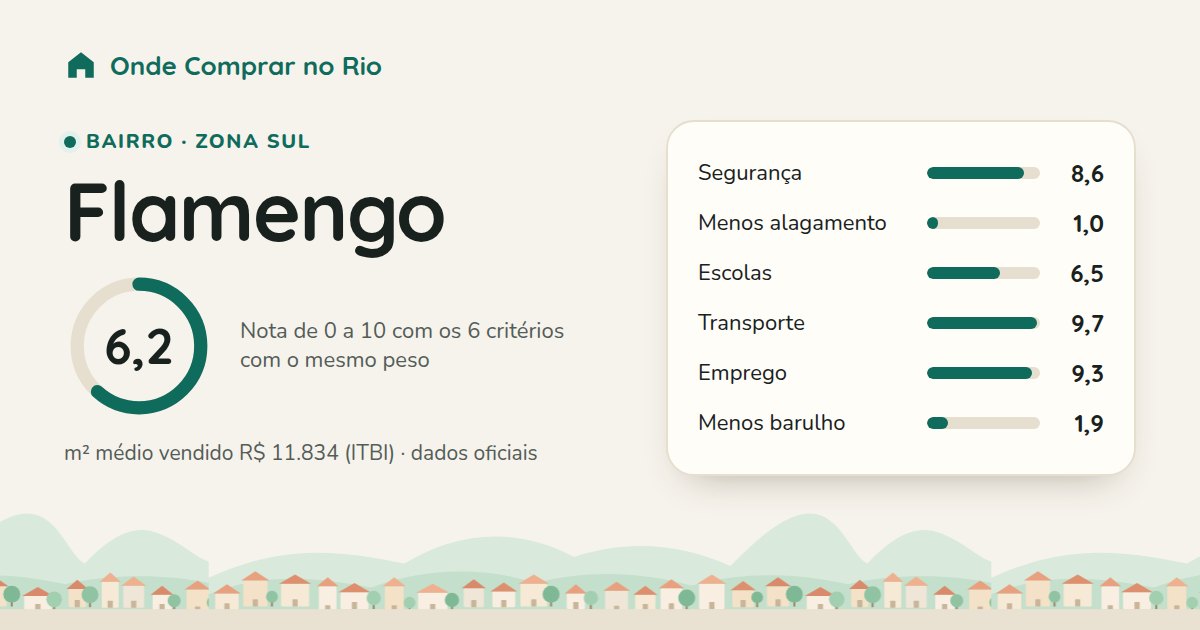 Onde Comprar no Rio
BAIRRO · ZONA SUL
Flamengo
6,2
Nota de 0 a 10 com os 6 critérios
com o mesmo peso
m² médio vendido R$ 11.834 (ITBI) · dados oficiais
Segurança 8,6
Menos alagamento 1,0
Escolas 6,5
Transporte 9,7
Emprego 9,3
Menos barulho 1,9